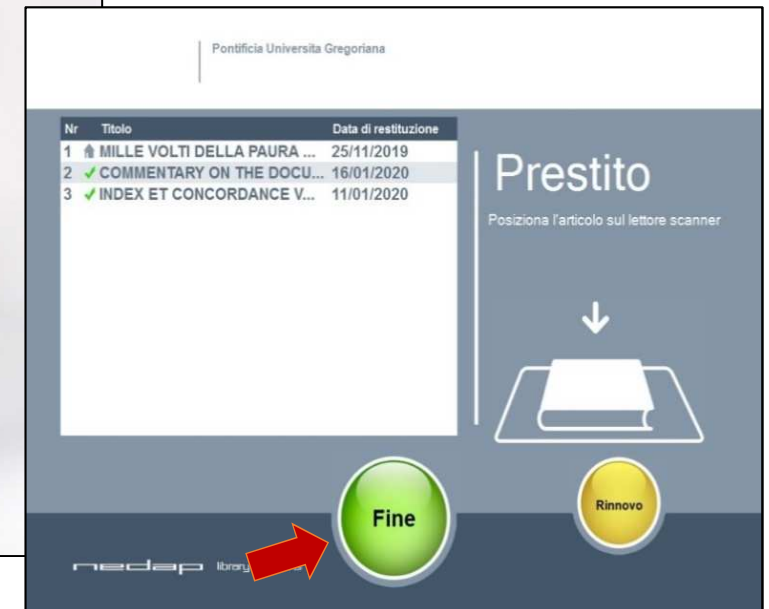 Pontificia Universita Gregoriana
Nr Titolo Data di restituzione
1 MILLE VOLTI DELLA PAURA ... 25/11/2019
2 COMMENTARY ON THE DOCU... 16/01/2020
3 INDEX ET CONCORDANCE V... 11/01/2020
Prestito
Posiziona l'articolo sul lettore scanner
Fine
Rinnovo
nedap library